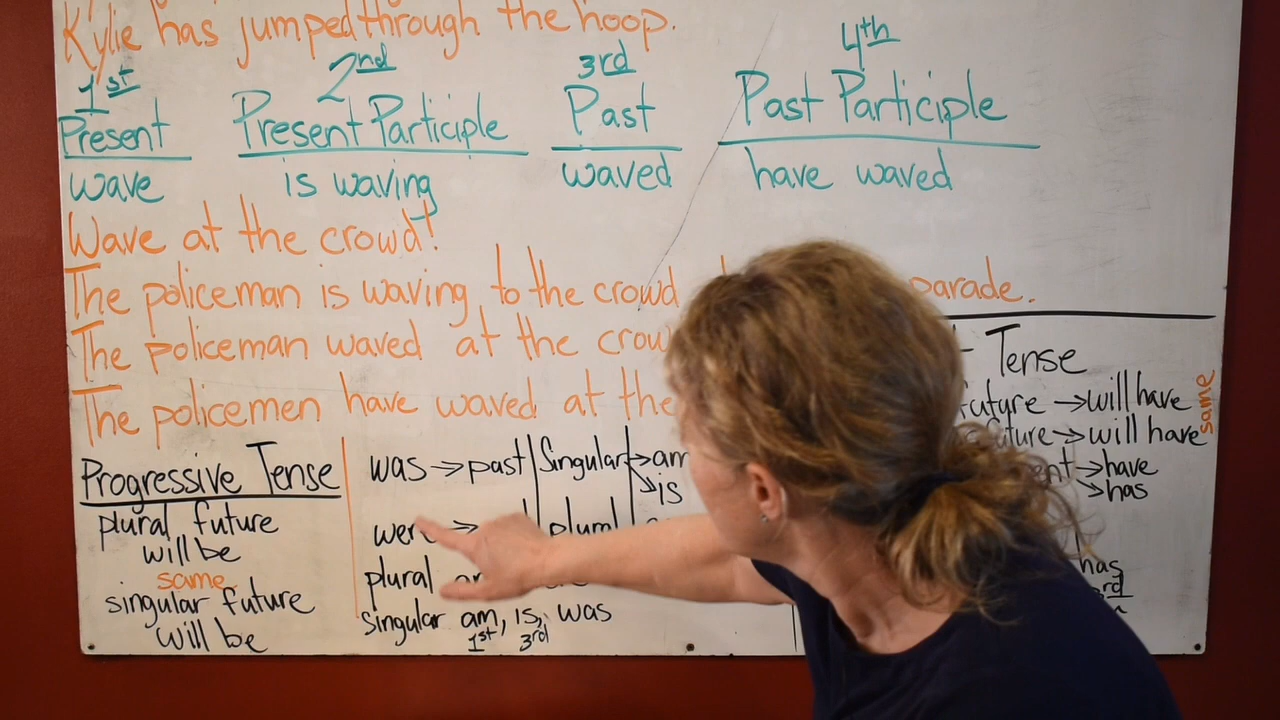 Kylie has jumped through the hoop.
1st 2nd 3rd 4th
Present Present Participle Past Past Participle
wave is waving waved have waved
Wave at the crowd!
The policeman is waving to the crowd parade.
The policeman waved at the crow
The policemen have waved at the
Progressive Tense
plural future
will be
same
singular future
will be
was → past Singular → am
↘ is
were →
plural
singular am, is, was
1st 3rd
Tense
future → will have
future → will have
same
→ have
→ has
has